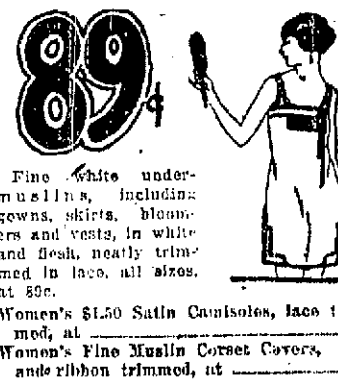 89¢
Fine white under-
muslins, including
gowns, skirts, bloom-
ers and vests, in white
and flesh, neatly trim-
med in lace, all sizes,
at 89c.
Women's $1.50 Satin Camisoles, lace t
med, at
Women's Fine Muslin Corset Covers,
and ribbon trimmed, at